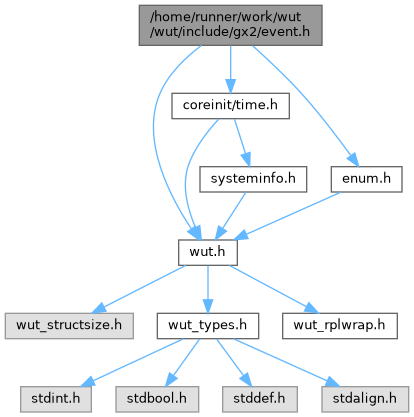 /home/runner/work/wut
/wut/include/gx2/event.h
coreinit/time.h
systeminfo.h
enum.h
wut.h
wut_structsize.h
wut_types.h
wut_rplwrap.h
stdint.h
stdbool.h
stddef.h
stdalign.h